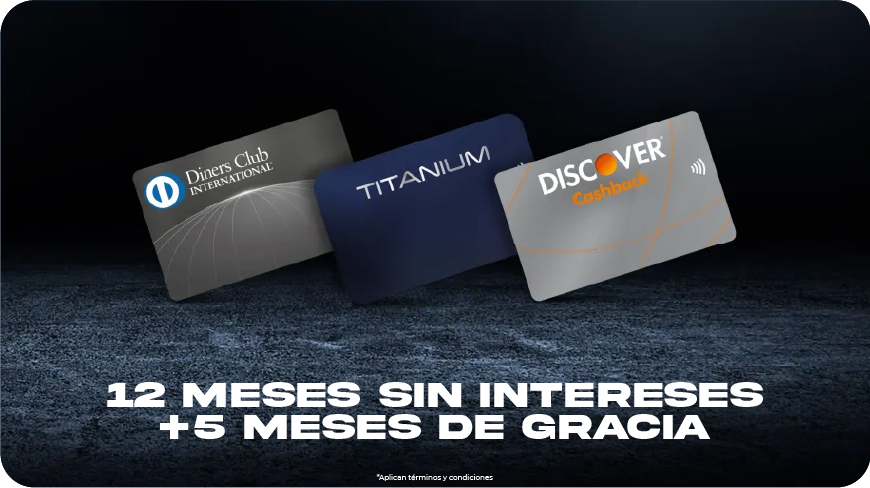 Diners Club
INTERNATIONAL
TITANIUM
DISCOVER
Cashback
12 MESES SIN INTERESES
+5 MESES DE GRACIA
*Aplican términos y condiciones